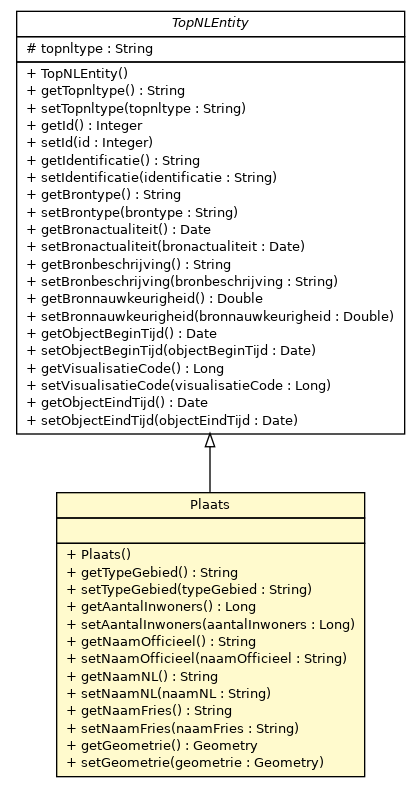 TopNLEntity
# topnltype : String
+ TopNLEntity()
+ getTopnltype() : String
+ setTopnltype(topnltype : String)
+ getId() : Integer
+ setId(id : Integer)
+ getIdentificatie() : String
+ setIdentificatie(identificatie : String)
+ getBrontype() : String
+ setBrontype(brontype : String)
+ getBronactualiteit() : Date
+ setBronactualiteit(bronactualiteit : Date)
+ getBronbeschrijving() : String
+ setBronbeschrijving(bronbeschrijving : String)
+ getBronnauwkeurigheid() : Double
+ setBronnauwkeurigheid(bronnauwkeurigheid : Double)
+ getObjectBeginTijd() : Date
+ setObjectBeginTijd(objectBeginTijd : Date)
+ getVisualisatieCode() : Long
+ setVisualisatieCode(visualisatieCode : Long)
+ getObjectEindTijd() : Date
+ setObjectEindTijd(objectEindTijd : Date)
Plaats
+ Plaats()
+ getTypeGebied() : String
+ setTypeGebied(typeGebied : String)
+ getAantalInwoners() : Long
+ setAantalInwoners(aantalInwoners : Long)
+ getNaamOfficieel() : String
+ setNaamOfficieel(naamOfficieel : String)
+ getNaamNL() : String
+ setNaamNL(naamNL : String)
+ getNaamFries() : String
+ setNaamFries(naamFries : String)
+ getGeometrie() : Geometry
+ setGeometrie(geometrie : Geometry)